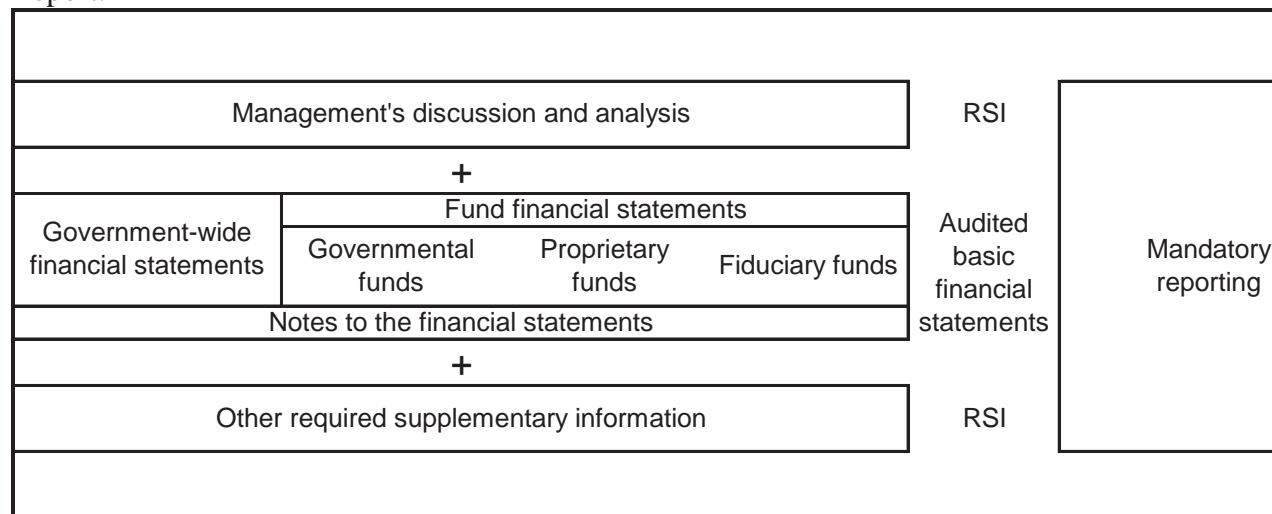 Management's discussion and analysis
RSI
+
Fund financial statements
Government-wide
financial statements
Governmental
funds
Proprietary
funds
Fiduciary funds
Audited
basic
financial
statements
Mandatory
reporting
Notes to the financial statements
+
Other required supplementary information
RSI